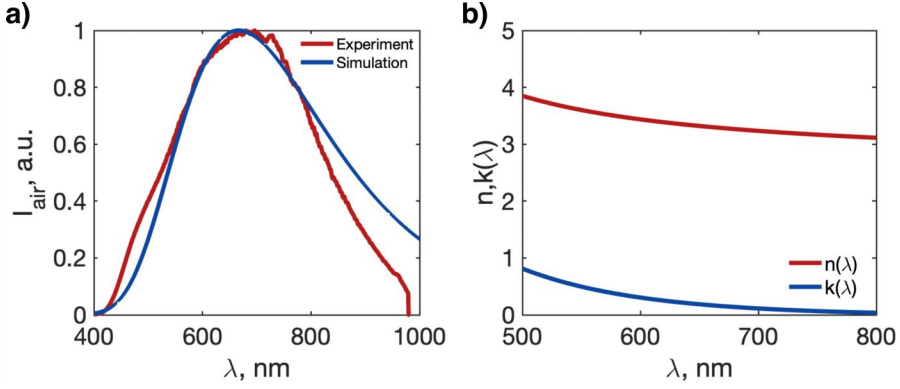 a)
1
0.8
0.6
0.4
0.2
0
I_air, a.u.
Experiment
Simulation
400
600
800
1000
λ, nm
b)
5
4
3
2
1
0
n,k(λ)
n(λ)
k(λ)
500
600
700
800
λ, nm